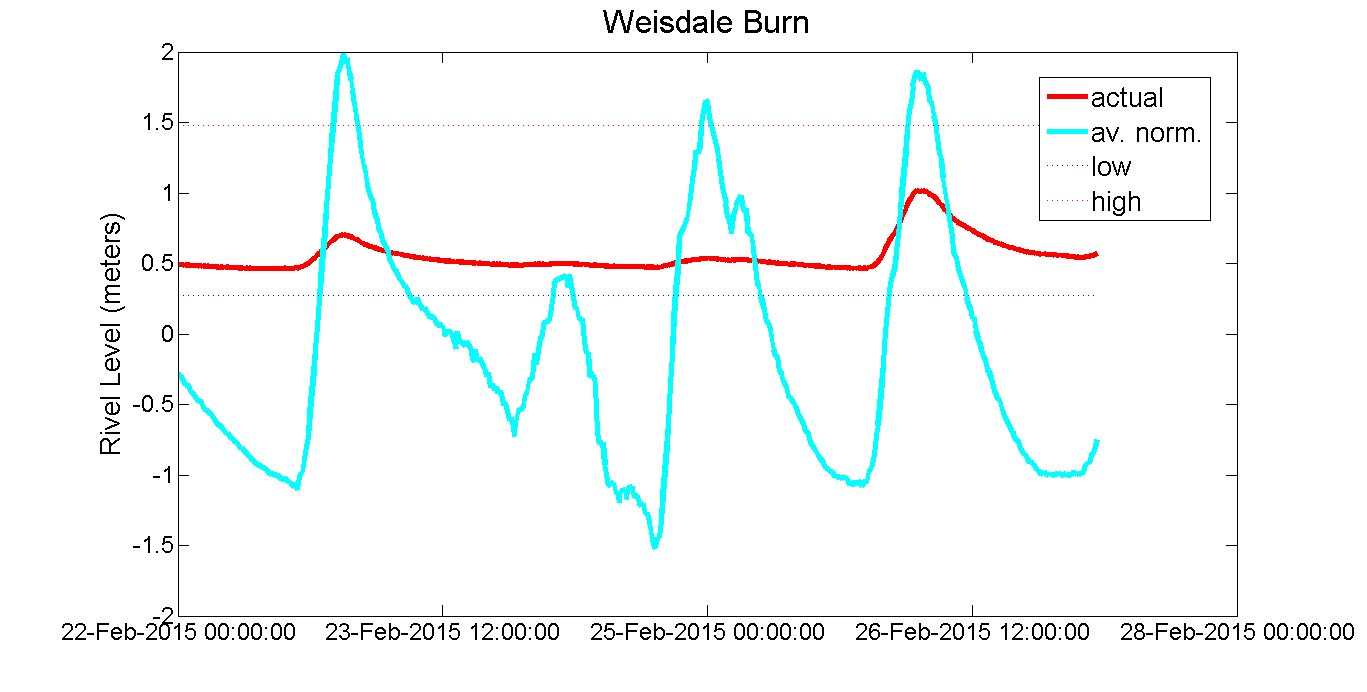 Weisdale Burn
Rivel Level (meters)
2
1.5
1
0.5
0
-0.5
-1
-1.5
-2
22-Feb-2015 00:00:00
23-Feb-2015 12:00:00
25-Feb-2015 00:00:00
26-Feb-2015 12:00:00
28-Feb-2015 00:00:00
actual
av. norm.
low
high